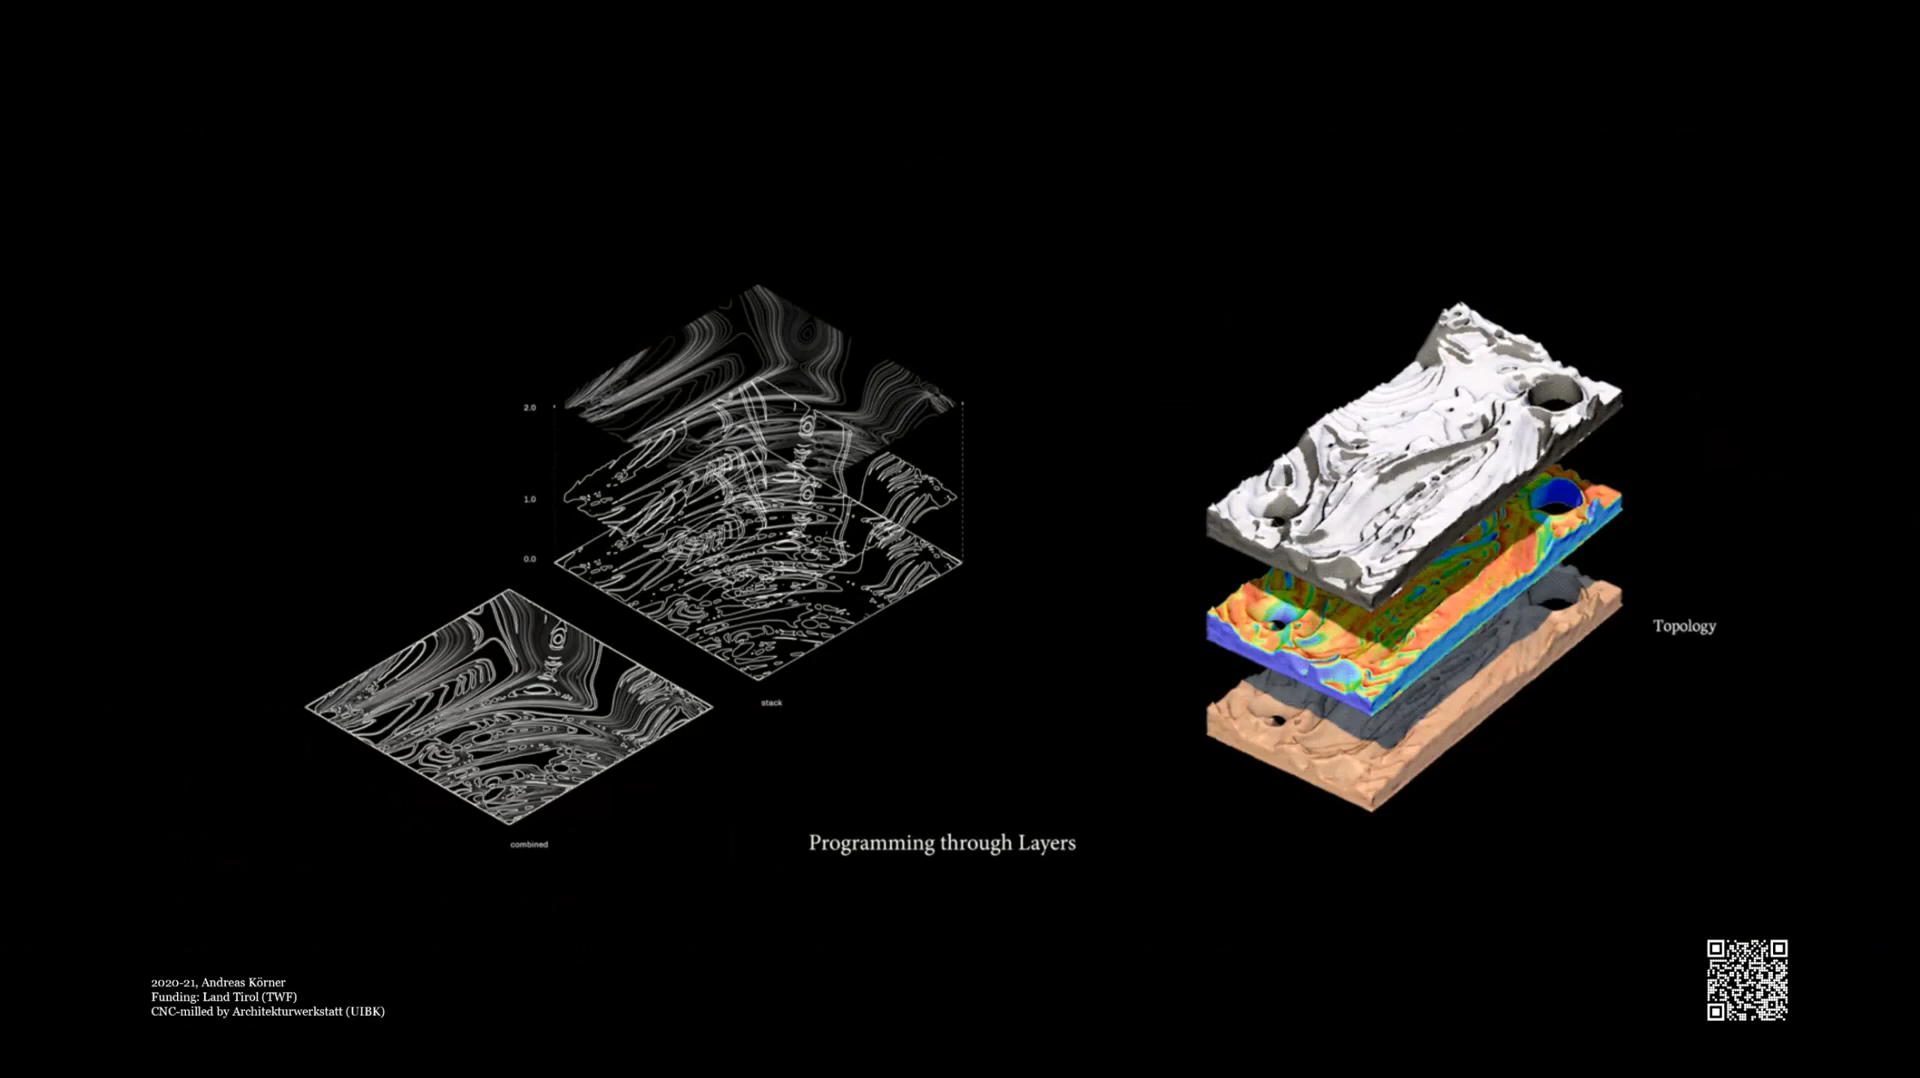 2.0
1.0
0.0
stack
combined
Topology
Programming through Layers
2020-21, Andreas Körner
Funding: Land Tirol (TWF)
CNC-milled by Architekturwerkstatt (UIBK)